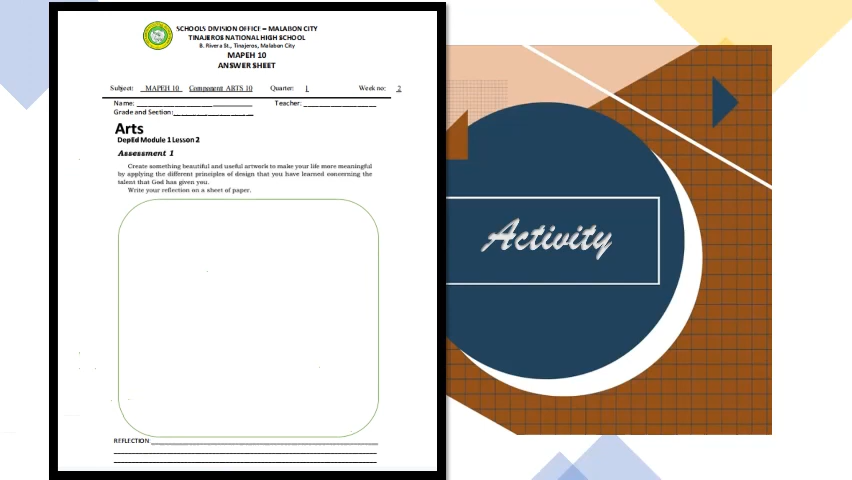 SCHOOLS DIVISION OFFICE – MALABON CITY
TINAJEROS NATIONAL HIGH SCHOOL
B. Rivera St., Tinajeros, Malabon City
MAPEH 10
ANSWER SHEET
Subject: MAPEH 10 Component ARTS 10 Quarter: 1 Week no: 2
Name: Teacher:
Grade and Section:
Arts
DepEd Module 1 Lesson 2
Assessment 1
Create something beautiful and useful artwork to make your life more meaningful
by applying the different principles of design that you have learned concerning the
talent that God has given you.
Write your reflection on a sheet of paper.
REFLECTION
Activity